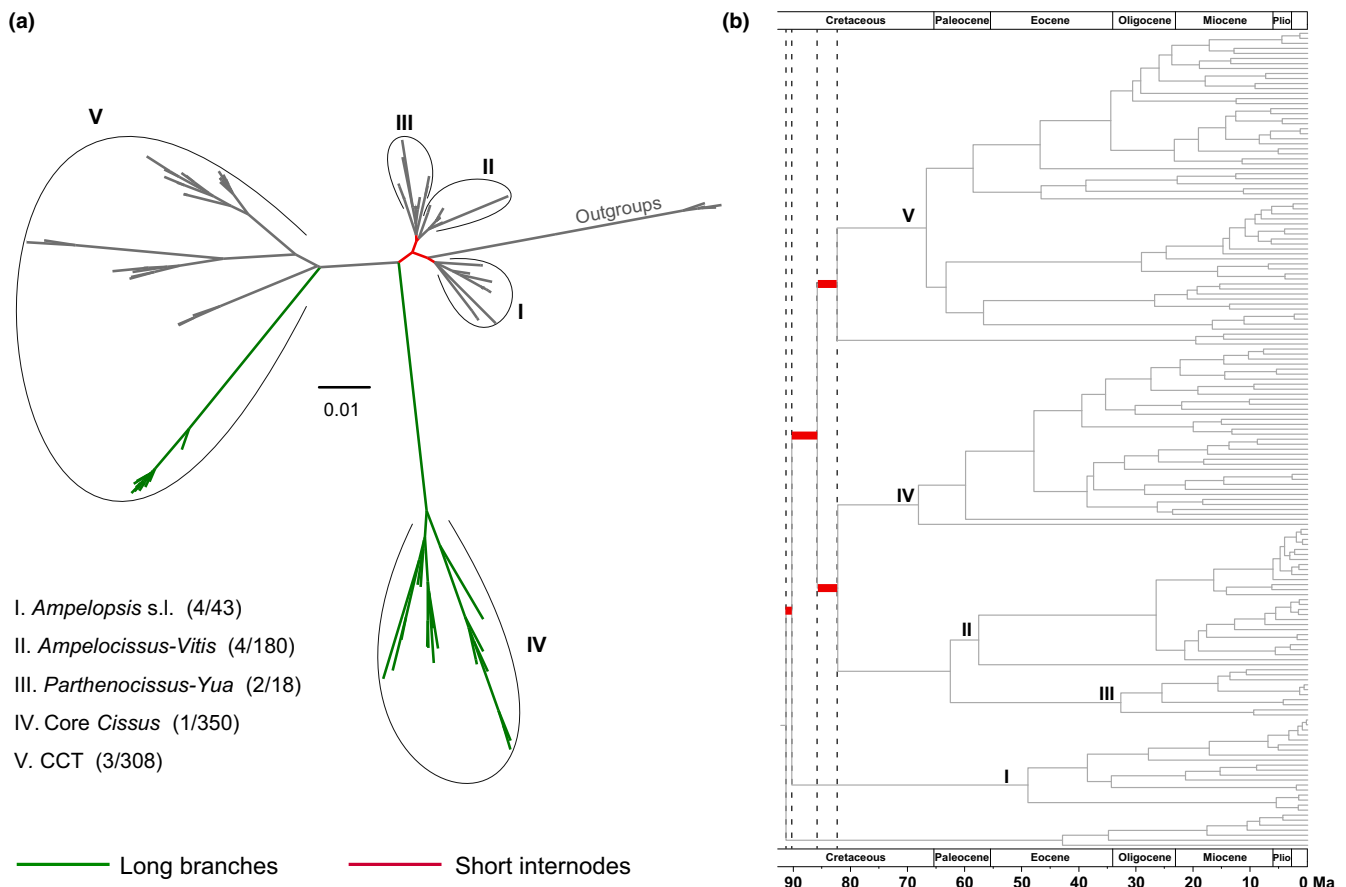 (a)
V
III
II
Outgroups
I
0.01
IV
I. Ampelopsis s.l. (4/43)
II. Ampelocissus-Vitis (4/180)
III. Parthenocissus-Yua (2/18)
IV. Core Cissus (1/350)
V. CCT (3/308)
Long branches
Short internodes
(b)
Cretaceous Paleocene Eocene Oligocene Miocene Plio
V
IV
II
III
I
Cretaceous Paleocene Eocene Oligocene Miocene Plio
90 80 70 60 50 40 30 20 10 0 Ma